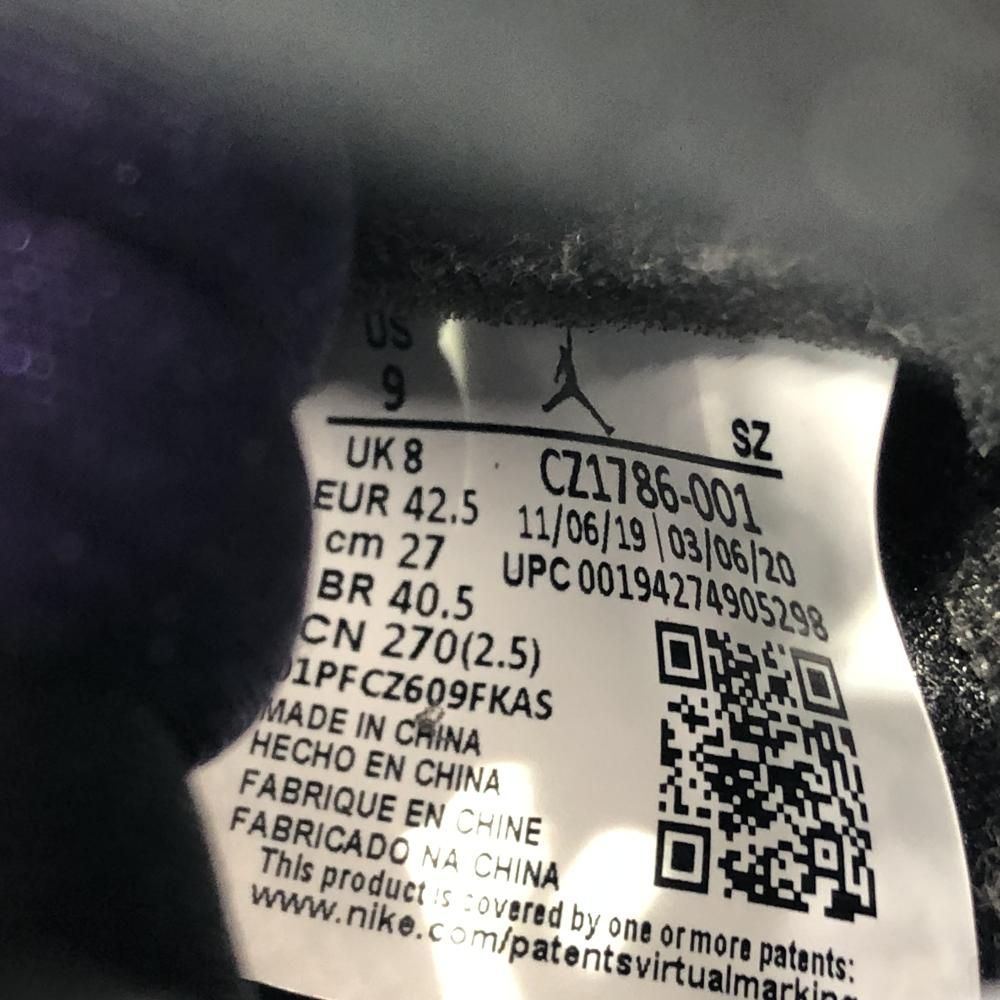 US
9
SZ
UK 8
CZ1786-001
EUR 42.5
11/06/19 | 03/06/20
cm 27
UPC 00194274905298
BR 40.5
CN 270(2.5)
1PFCZ609FKAS
MADE IN CHINA
HECHO EN CHINA
FABRIQUE EN CHINE
FABRICADO NA CHINA
This product is covered by one or more patents:
www.nike.com/patentsvirtualmarking